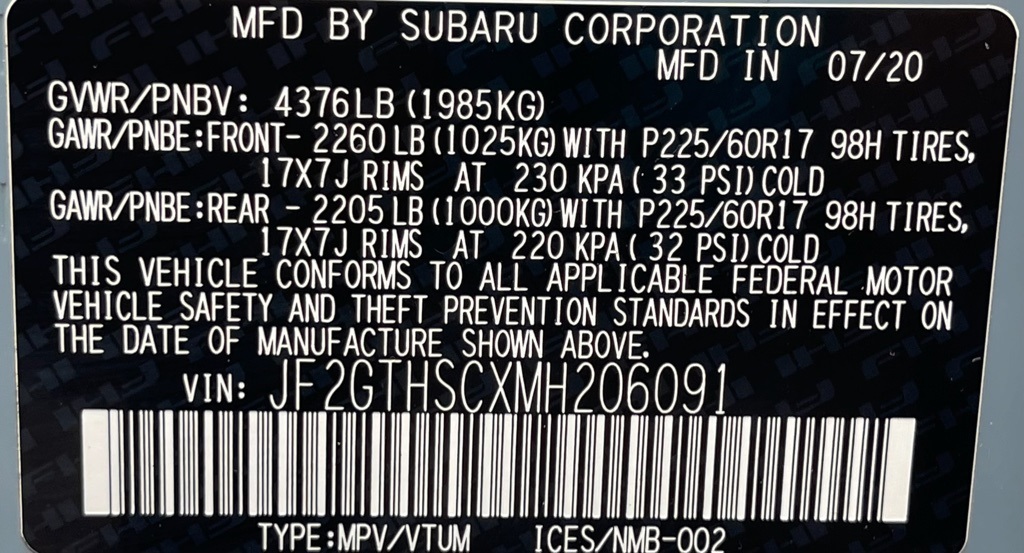 MFD BY SUBARU CORPORATION
MFD IN 07/20
GVWR/PNBV: 4376LB (1985KG)
GAWR/PNBE:FRONT- 2260 LB (1025KG) WITH P225/60R17 98H TIRES,
17X7J RIMS AT 230 KPA ( 33 PSI) COLD
GAWR/PNBE:REAR - 2205 LB (1000KG) WITH P225/60R17 98H TIRES,
17X7J RIMS AT 220 KPA ( 32 PSI) COLD
THIS VEHICLE CONFORMS TO ALL APPLICABLE FEDERAL MOTOR
VEHICLE SAFETY AND THEFT PREVENTION STANDARDS IN EFFECT ON
THE DATE OF MANUFACTURE SHOWN ABOVE.
VIN: JF2GTHSCXMH206091
TYPE:MPV/VTUM ICES/NMB-002